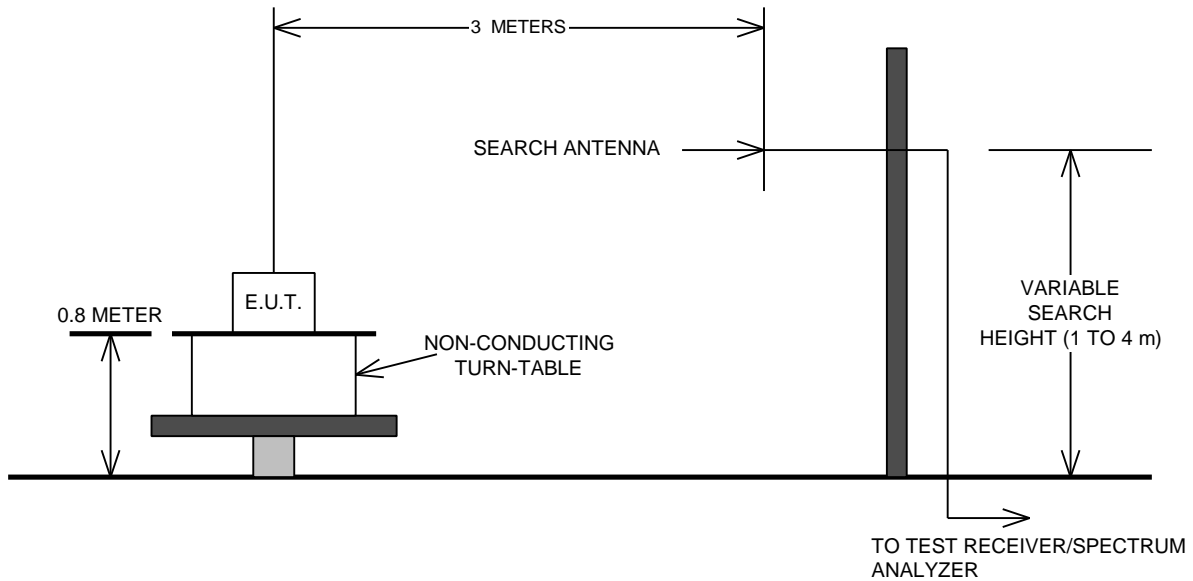 3 METERS
SEARCH ANTENNA
E.U.T.
0.8 METER
NON-CONDUCTING
TURN-TABLE
VARIABLE
SEARCH
HEIGHT (1 TO 4 m)
TO TEST RECEIVER/SPECTRUM
ANALYZER